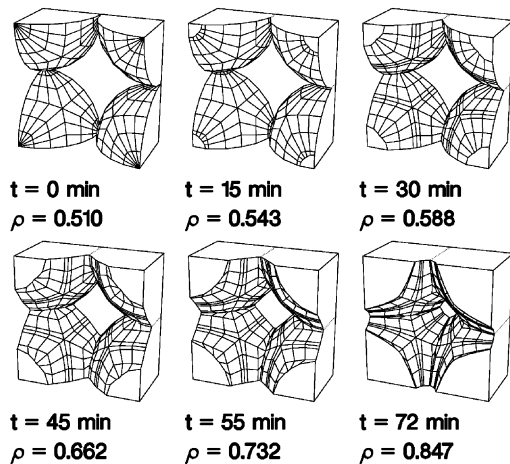 t = 0 min
ρ = 0.510
t = 15 min
ρ = 0.543
t = 30 min
ρ = 0.588
t = 45 min
ρ = 0.662
t = 55 min
ρ = 0.732
t = 72 min
ρ = 0.847